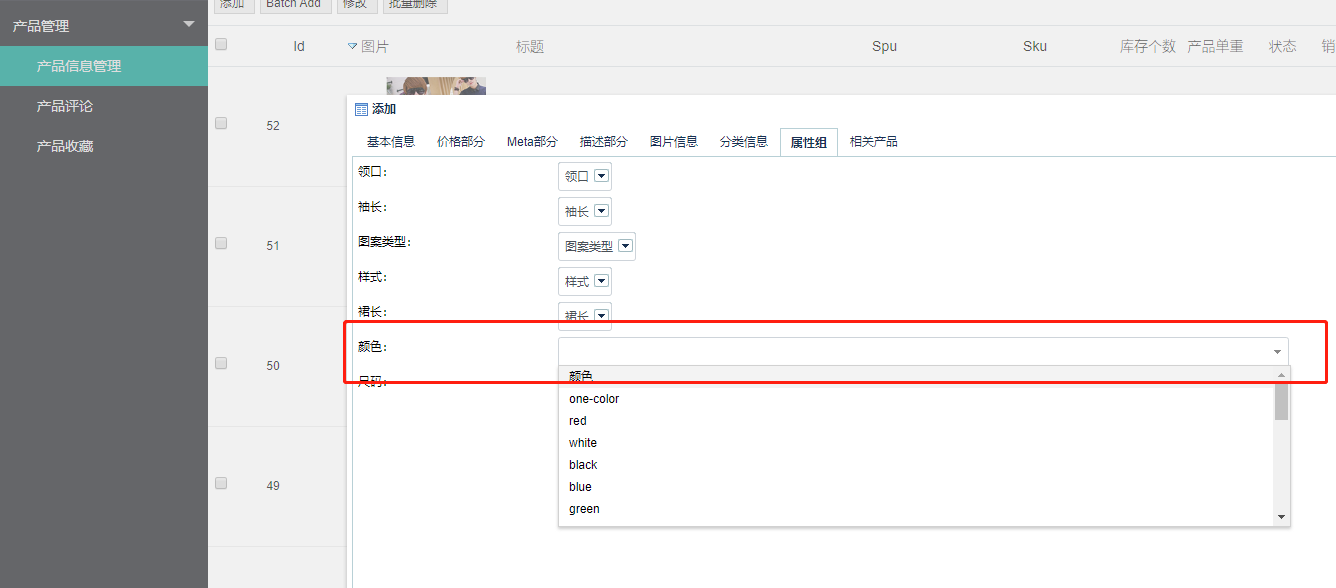 添加 Batch Add 修改 批量删除
产品管理
产品信息管理
产品评论
产品收藏
Id 图片 标题 Spu Sku 库存个数 产品单重 状态 销
52
51
50
49
添加
基本信息 价格部分 Meta部分 描述部分 图片信息 分类信息 属性组 相关产品
领口: 领口
袖长: 袖长
图案类型: 图案类型
样式: 样式
裙长: 裙长
颜色:
尺码:
颜色
one-color
red
white
black
blue
green